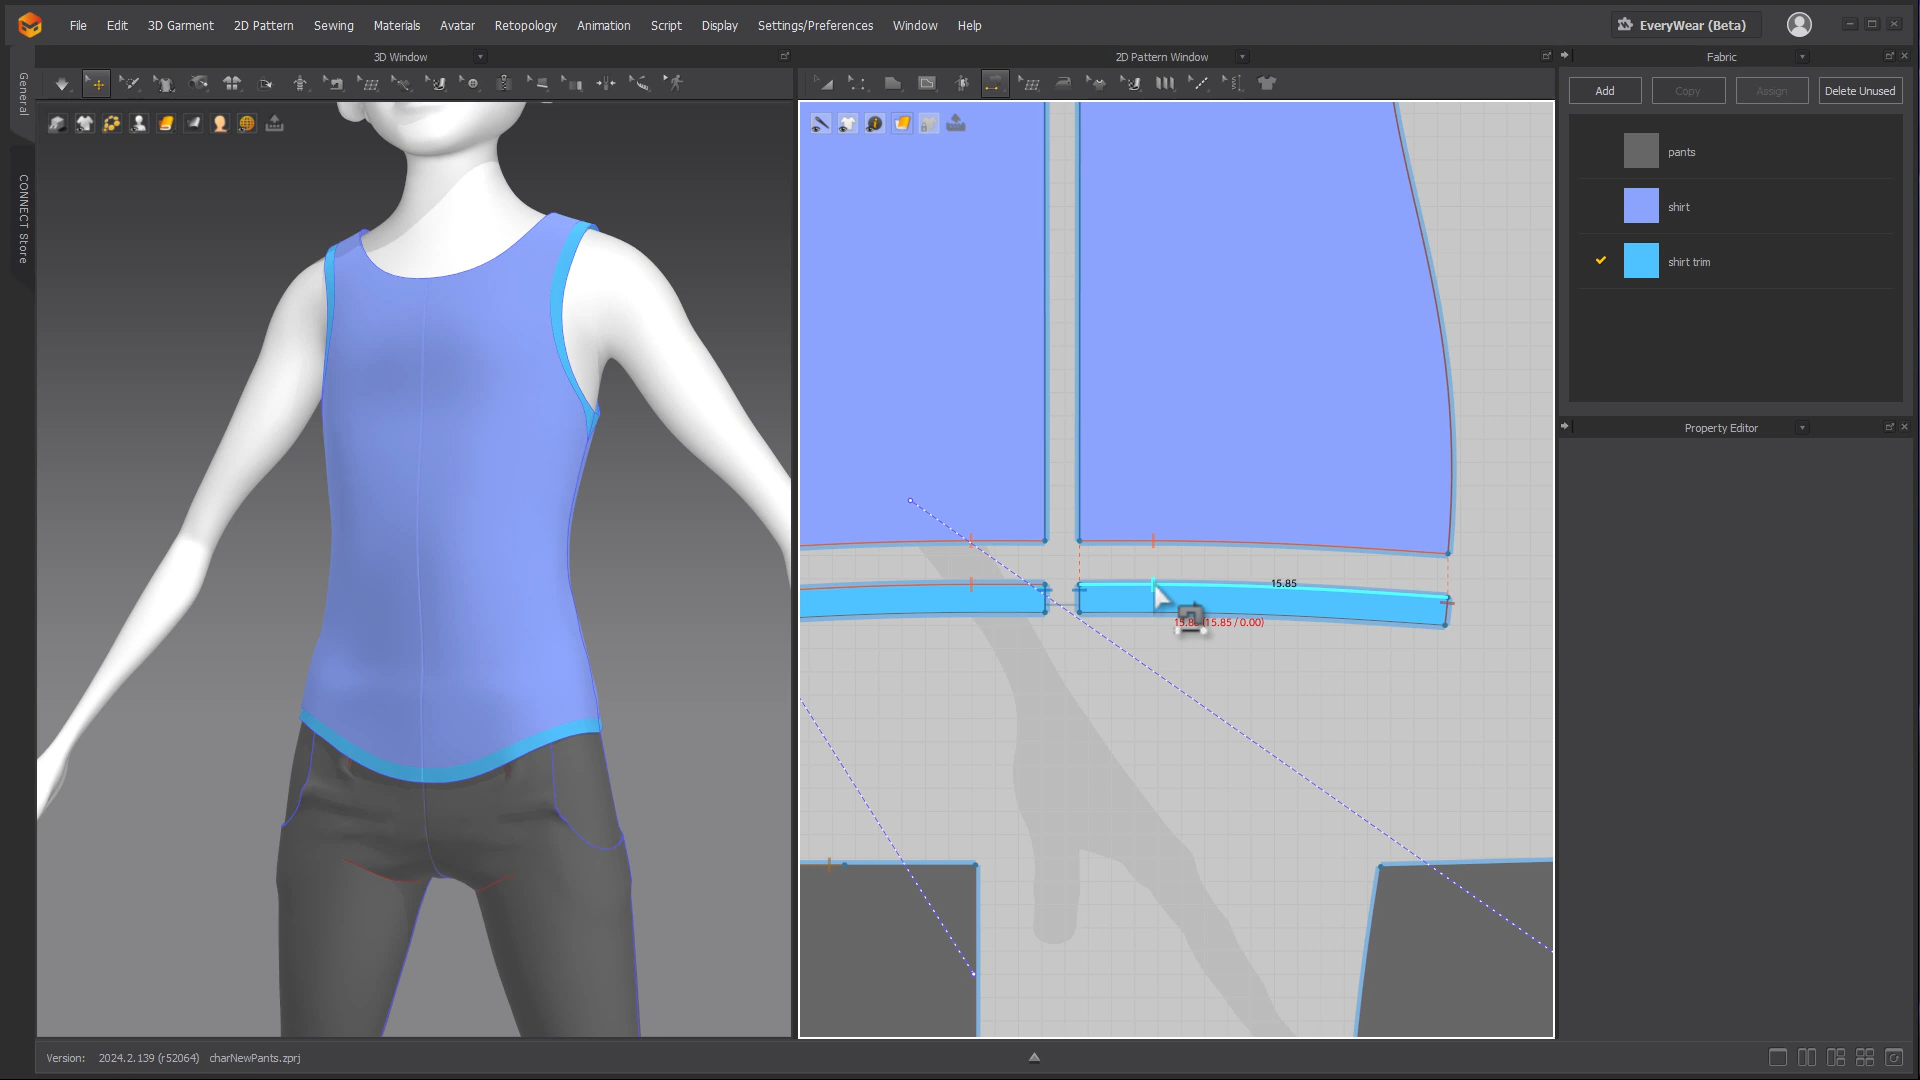 File Edit 3D Garment 2D Pattern Sewing Materials Avatar Retopology Animation Script Display Settings/Preferences Window Help
EveryWear (Beta)
General
CONNECT Store
3D Window
2D Pattern Window
Fabric
Add Copy Assign Delete Unused
pants
shirt
shirt trim
Property Editor
15.85
(15.85 / 0.00)
Version: 2024.2.139 (r52064) charNewPants.zprj